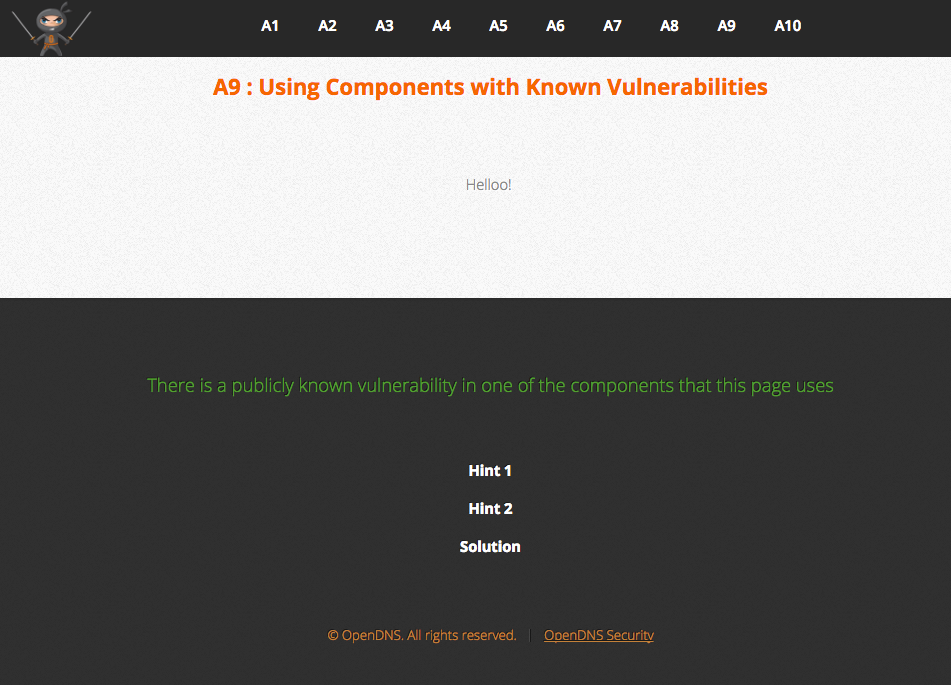 A1 A2 A3 A4 A5 A6 A7 A8 A9 A10
A9 : Using Components with Known Vulnerabilities
Helloo!
There is a publicly known vulnerability in one of the components that this page uses
Hint 1
Hint 2
Solution
© OpenDNS. All rights reserved. | OpenDNS Security